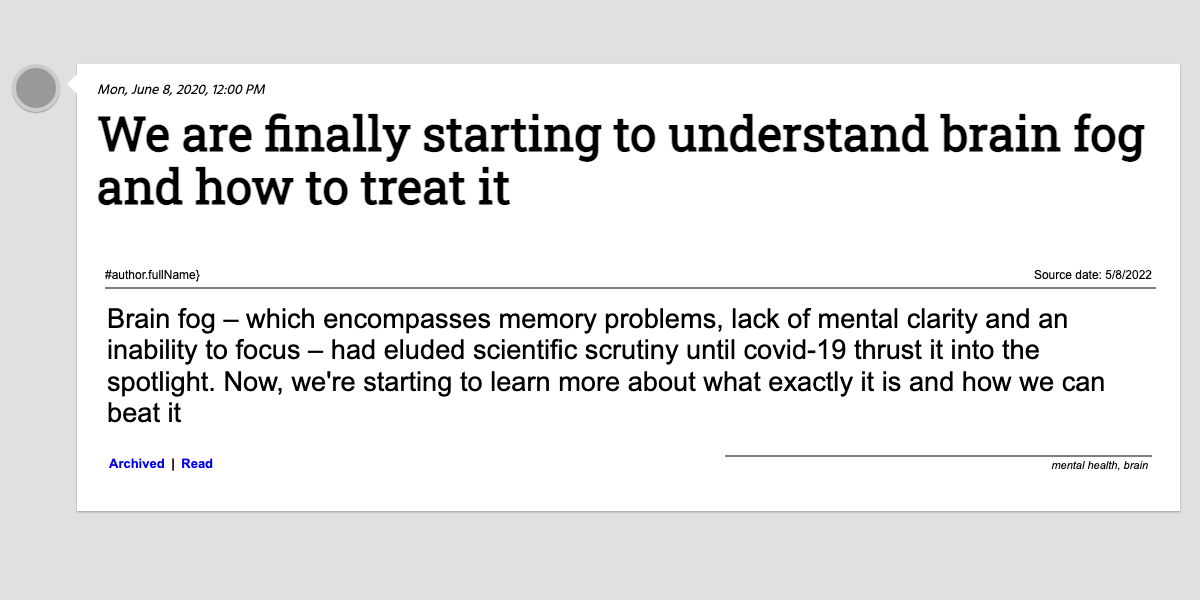 Mon, June 8, 2020, 12:00 PM
We are finally starting to understand brain fog
and how to treat it
#author.fullName}
Source date: 5/8/2022
Brain fog – which encompasses memory problems, lack of mental clarity and an
inability to focus – had eluded scientific scrutiny until covid-19 thrust it into the
spotlight. Now, we're starting to learn more about what exactly it is and how we can
beat it
Archived | Read
mental health, brain